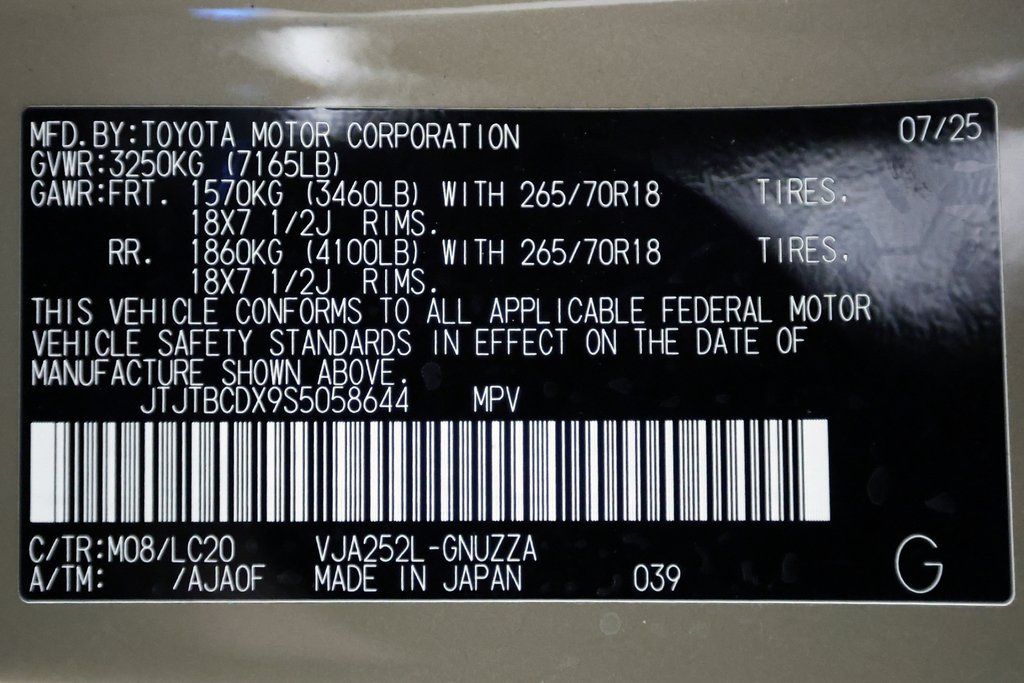 MFD. BY: TOYOTA MOTOR CORPORATION 07/25
GVWR: 3250KG (7165LB)
GAWR: FRT. 1570KG (3460LB) WITH 265/70R18 TIRES,
18X7 1/2J RIMS.
RR. 1860KG (4100LB) WITH 265/70R18 TIRES,
18X7 1/2J RIMS.
THIS VEHICLE CONFORMS TO ALL APPLICABLE FEDERAL MOTOR
VEHICLE SAFETY STANDARDS IN EFFECT ON THE DATE OF
MANUFACTURE SHOWN ABOVE.
JTJTBCDX9S5058644 MPV
C/TR: M08/LC20 VJA252L-GNUZZA
A/TM: /AJA0F MADE IN JAPAN 039 G